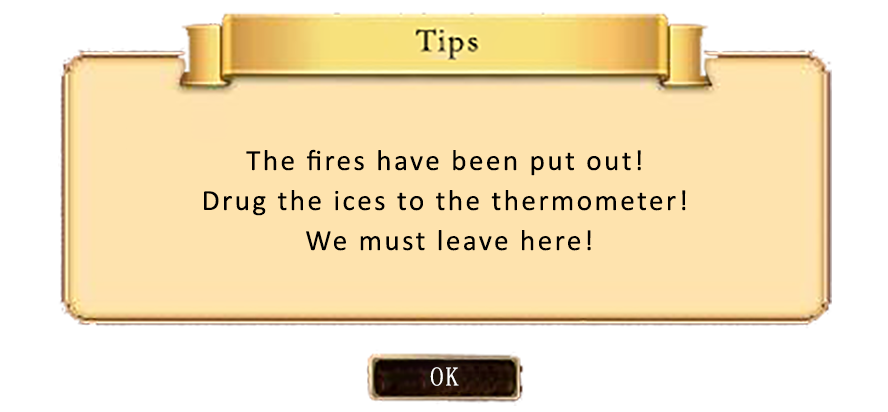 Tips
The fires have been put out!
Drug the ices to the thermometer!
We must leave here!
OK